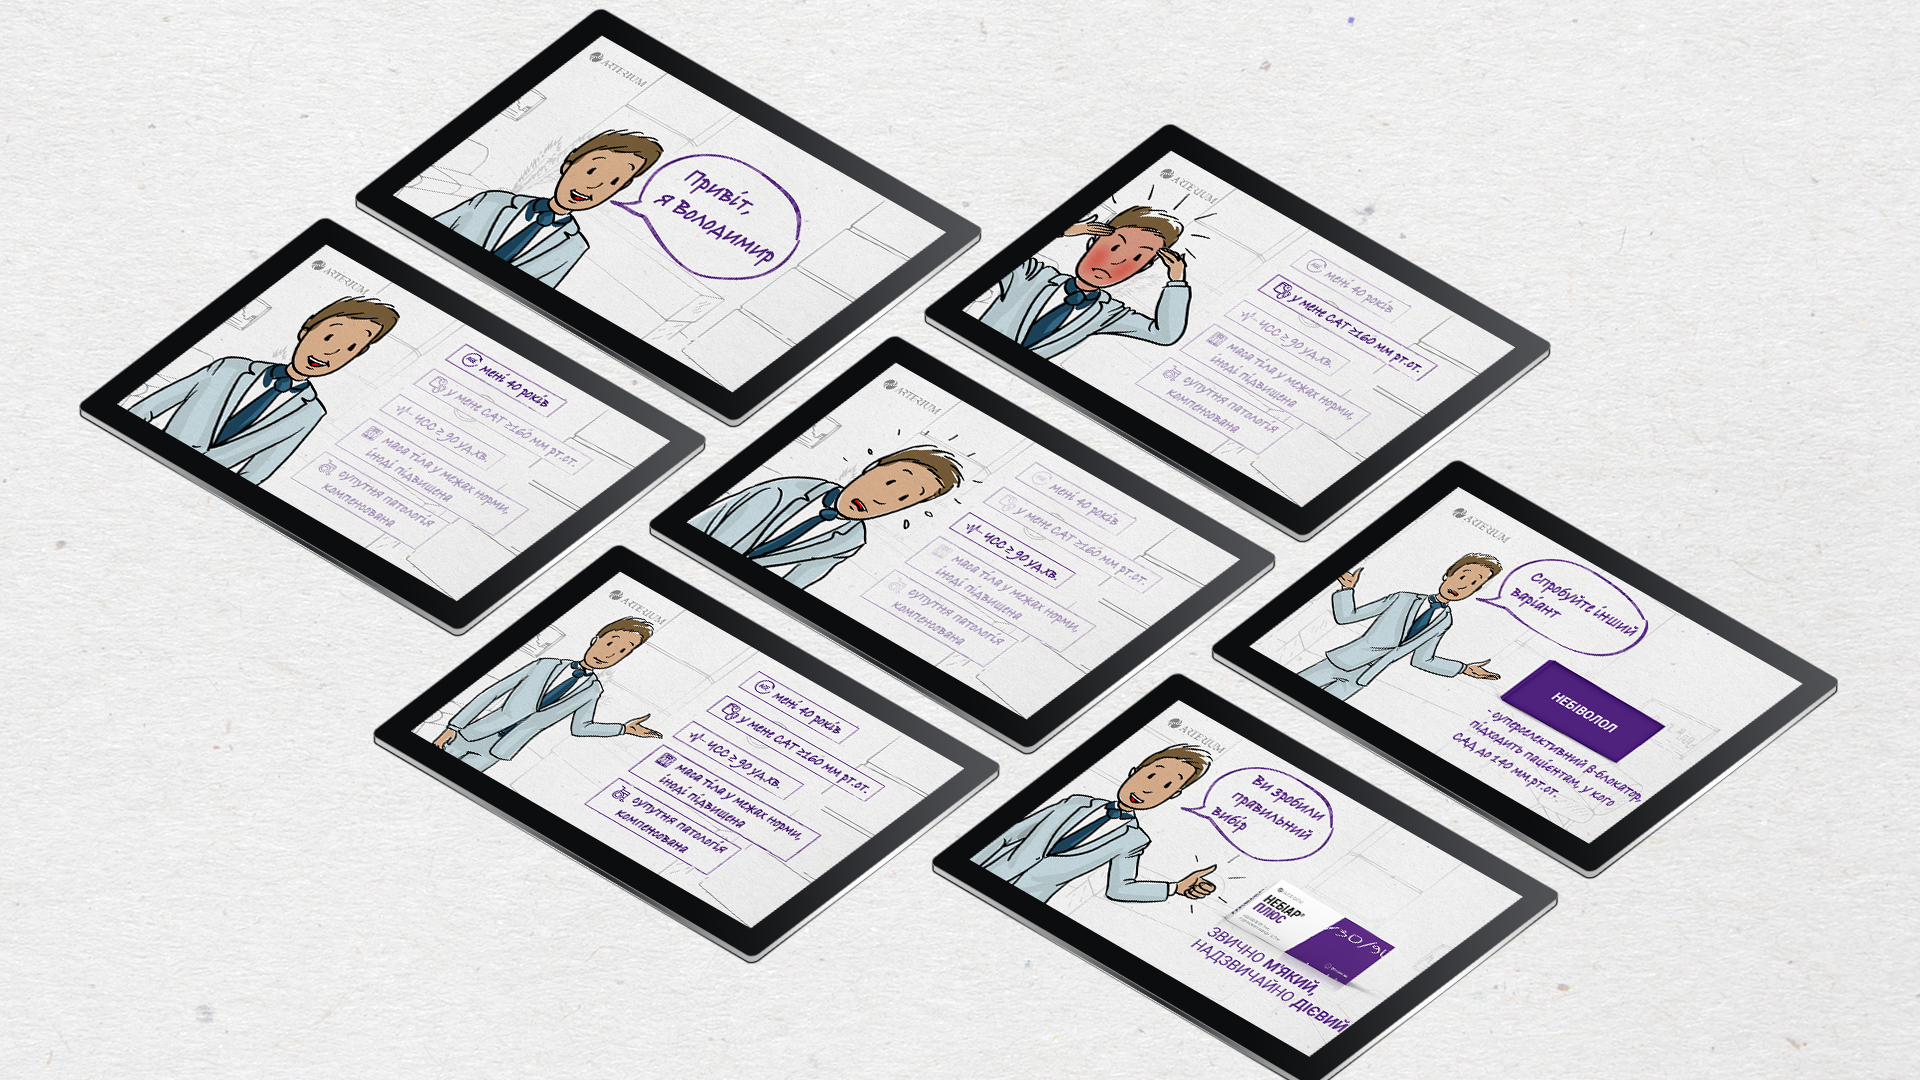 ARTERIUM
Привіт,
я Володимир
ARTERIUM
мені 40 років
у мене САТ ≥160 мм рт.ст.
ЧСС ≥ 90 уд.хв.
маса тіла у межах норми,
іноді підвищена
супутня патологія
компенсована
ARTERIUM
мені 40 років
у мене САТ ≥160 мм рт.ст.
ЧСС ≥ 90 уд.хв.
маса тіла у межах норми,
іноді підвищена
супутня патологія
компенсована
ARTERIUM
мені 40 років
у мене САТ ≥160 мм рт.ст.
ЧСС ≥ 90 уд.хв.
маса тіла у межах норми,
іноді підвищена
супутня патологія
компенсована
ARTERIUM
Спробуйте інший
варіант
НЕБІВОЛОЛ
- суперселективний β-блокатор,
підходить пацієнтам, у кого
САД до 140 мм.рт.ст.
ARTERIUM
мені 40 років
у мене САТ ≥160 мм рт.ст.
ЧСС ≥ 90 уд.хв.
маса тіла у межах норми,
іноді підвищена
супутня патологія
компенсована
ARTERIUM
Ви зробили
правильний
вибір
НЕБІАР®
ПЛЮС
ЗВИЧНО М'ЯКИЙ,
НАДЗВИЧАЙНО ДІЄВИЙ